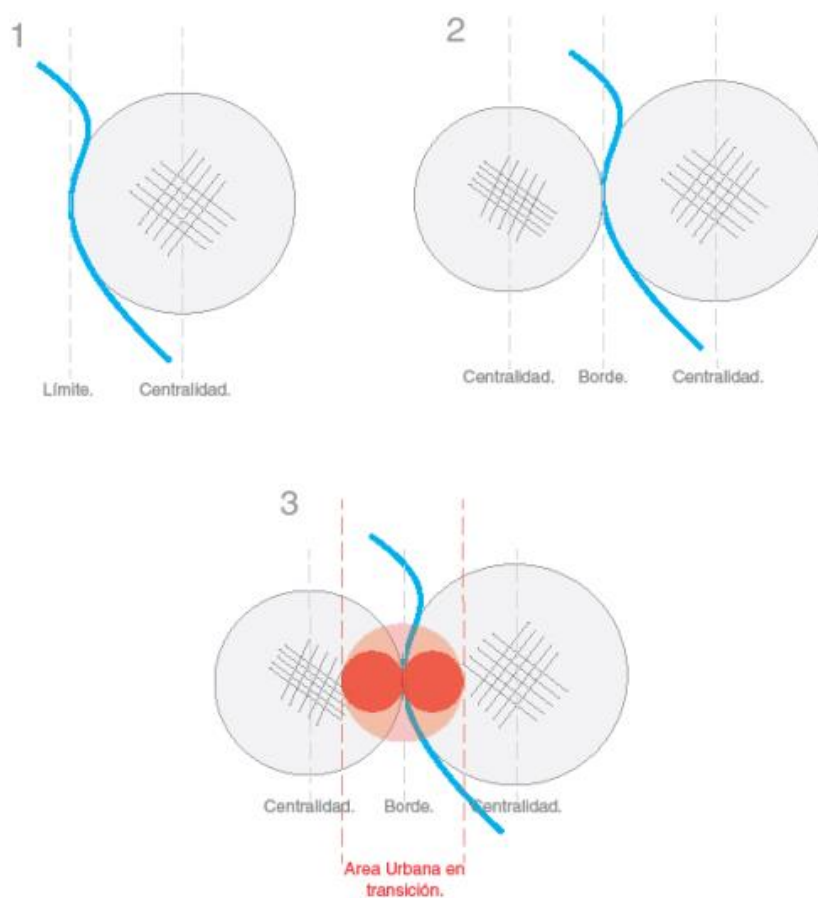 1
2
Límite. Centralidad.
Centralidad. Borde. Centralidad.
3
Centralidad. Borde. Centralidad.
Area Urbana en
transición.